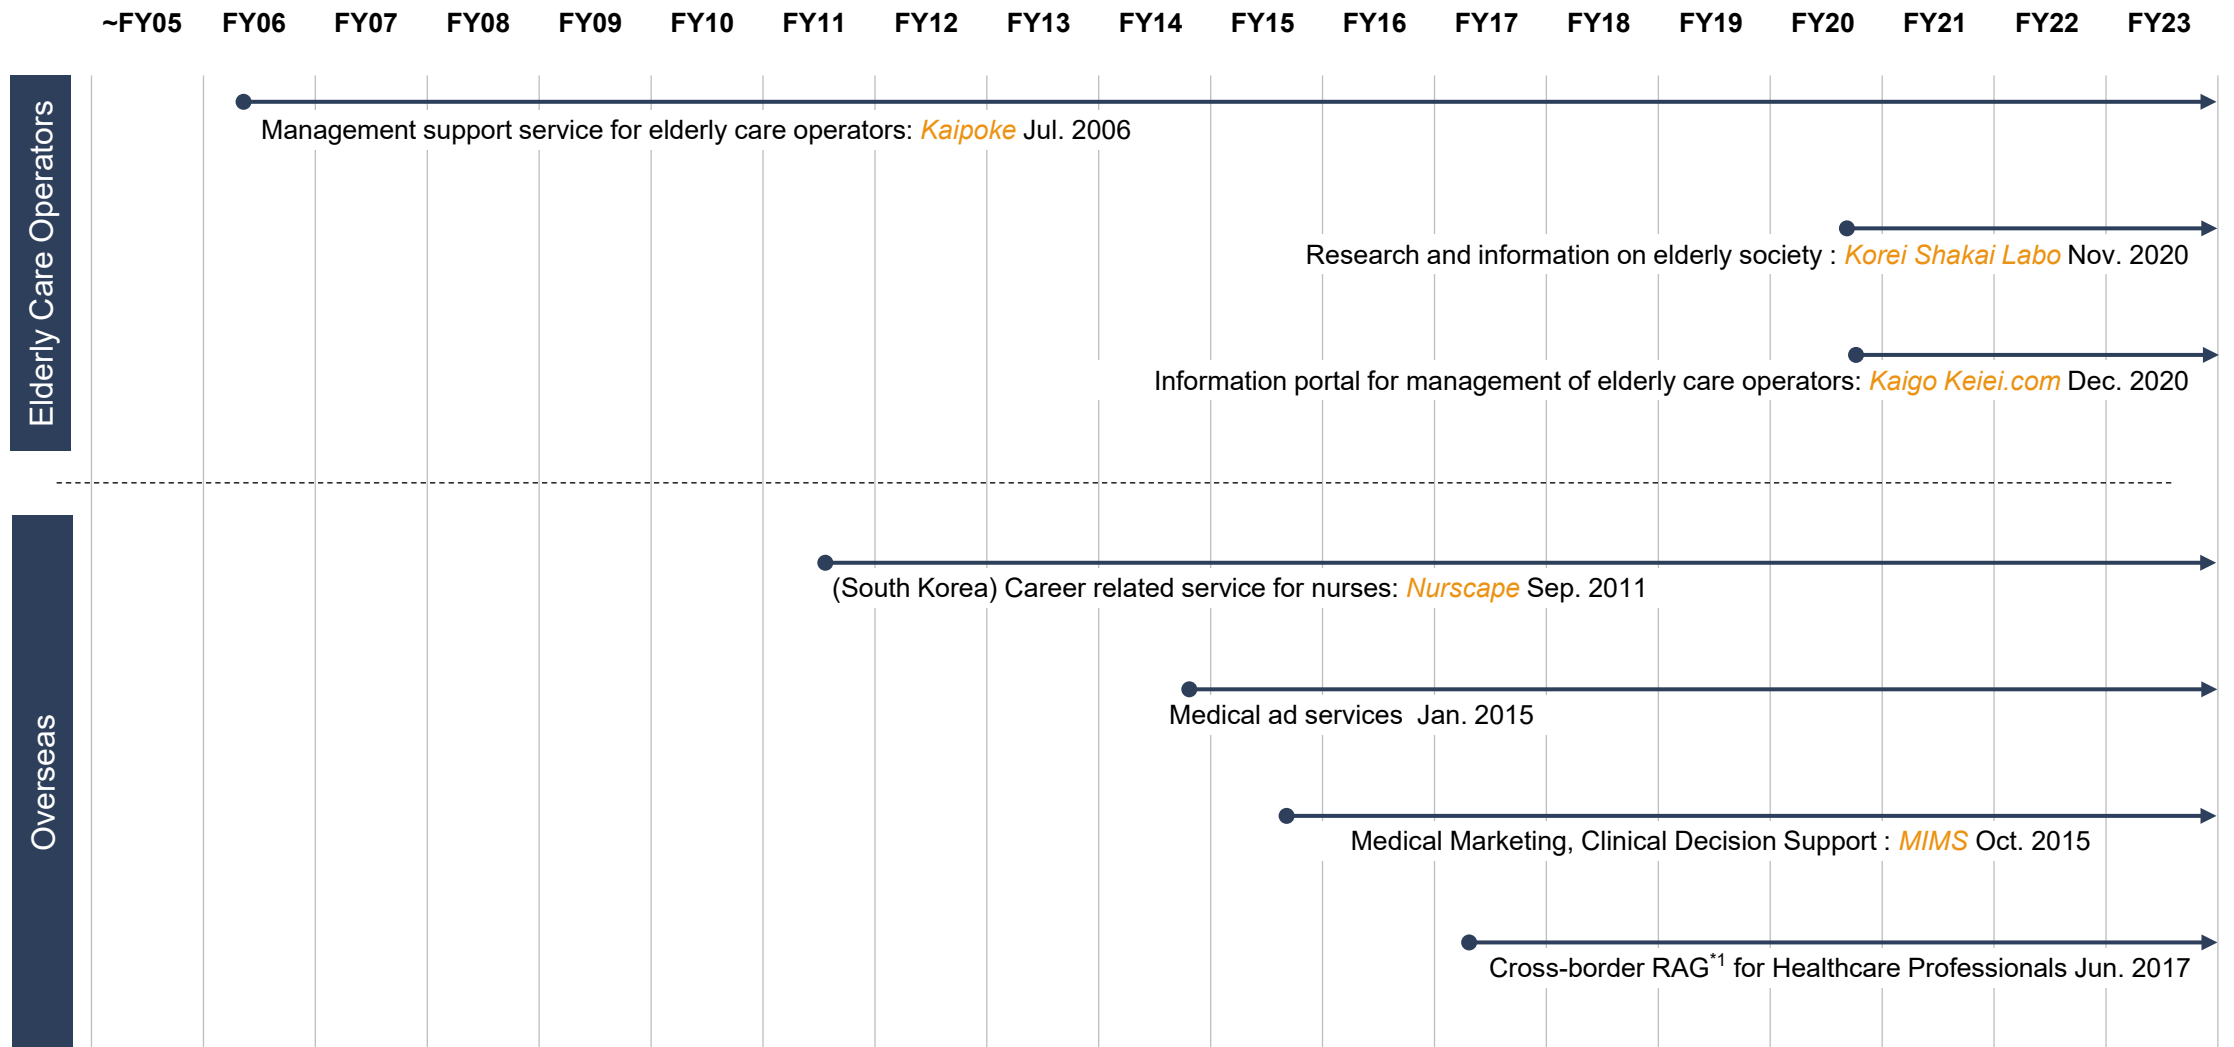 ~FY05 FY06 FY07 FY08 FY09 FY10 FY11 FY12 FY13 FY14 FY15 FY16 FY17 FY18 FY19 FY20 FY21 FY22 FY23
Elderly Care Operators
Management support service for elderly care operators: Kaipoke Jul. 2006
Research and information on elderly society : Korei Shakai Labo Nov. 2020
Information portal for management of elderly care operators: Kaigo Keiei.com Dec. 2020
Overseas
(South Korea) Career related service for nurses: Nurscape Sep. 2011
Medical ad services Jan. 2015
Medical Marketing, Clinical Decision Support : MIMS Oct. 2015
Cross-border RAG*1 for Healthcare Professionals Jun. 2017